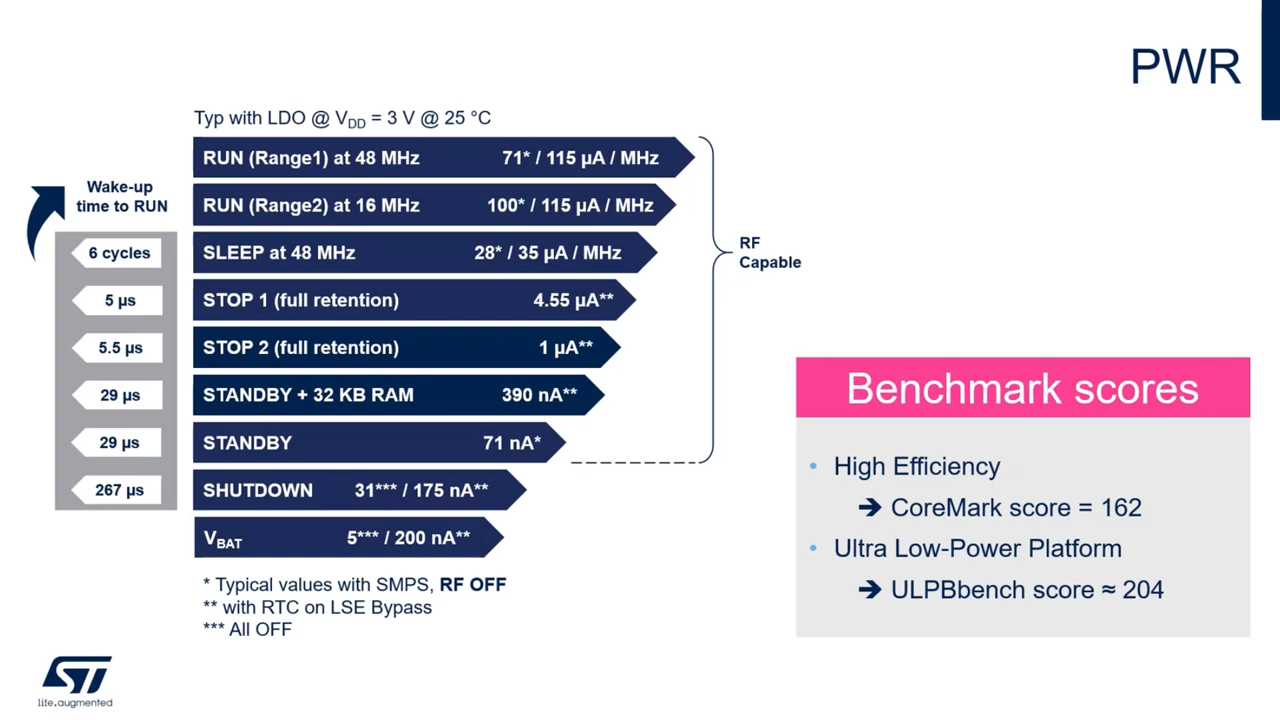 PWR
Typ with LDO @ VDD = 3 V @ 25 °C
Wake-up
time to RUN
RUN (Range1) at 48 MHz 71* / 115 µA / MHz
RUN (Range2) at 16 MHz 100* / 115 µA / MHz
6 cycles SLEEP at 48 MHz 28* / 35 µA / MHz
5 µs STOP 1 (full retention) 4.55 µA**
5.5 µs STOP 2 (full retention) 1 µA**
29 µs STANDBY + 32 KB RAM 390 nA**
29 µs STANDBY 71 nA*
267 µs SHUTDOWN 31*** / 175 nA**
VBAT 5*** / 200 nA**
RF
Capable
* Typical values with SMPS, RF OFF
** with RTC on LSE Bypass
*** All OFF
Benchmark scores
• High Efficiency
➔ CoreMark score = 162
• Ultra Low-Power Platform
➔ ULPBbench score ≈ 204
ST
life.augmented